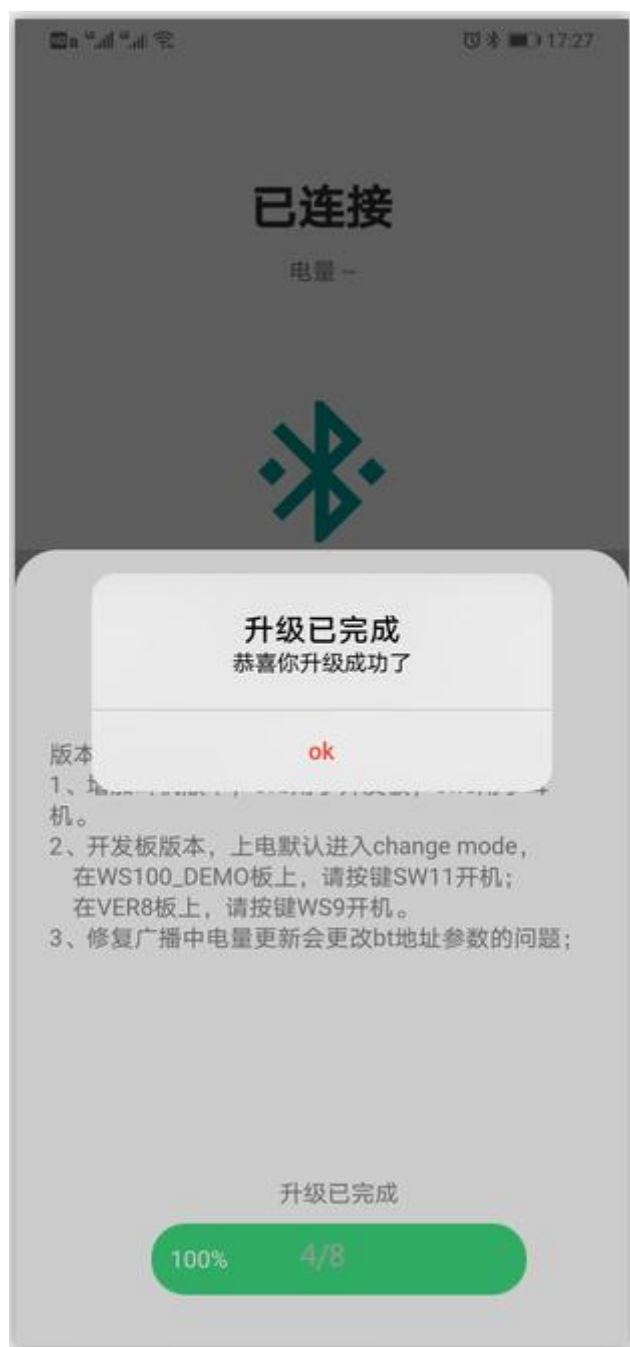 17:27
已连接
电量 --
升级已完成
恭喜你升级成功了
ok
版本
1、增加
机。
2、开发板版本，上电默认进入change mode，
在WS100_DEMO板上，请按键SW11开机；
在VER8板上，请按键WS9开机。
3、修复广播中电量更新会更改bt地址参数的问题；
升级已完成
100% 4/8